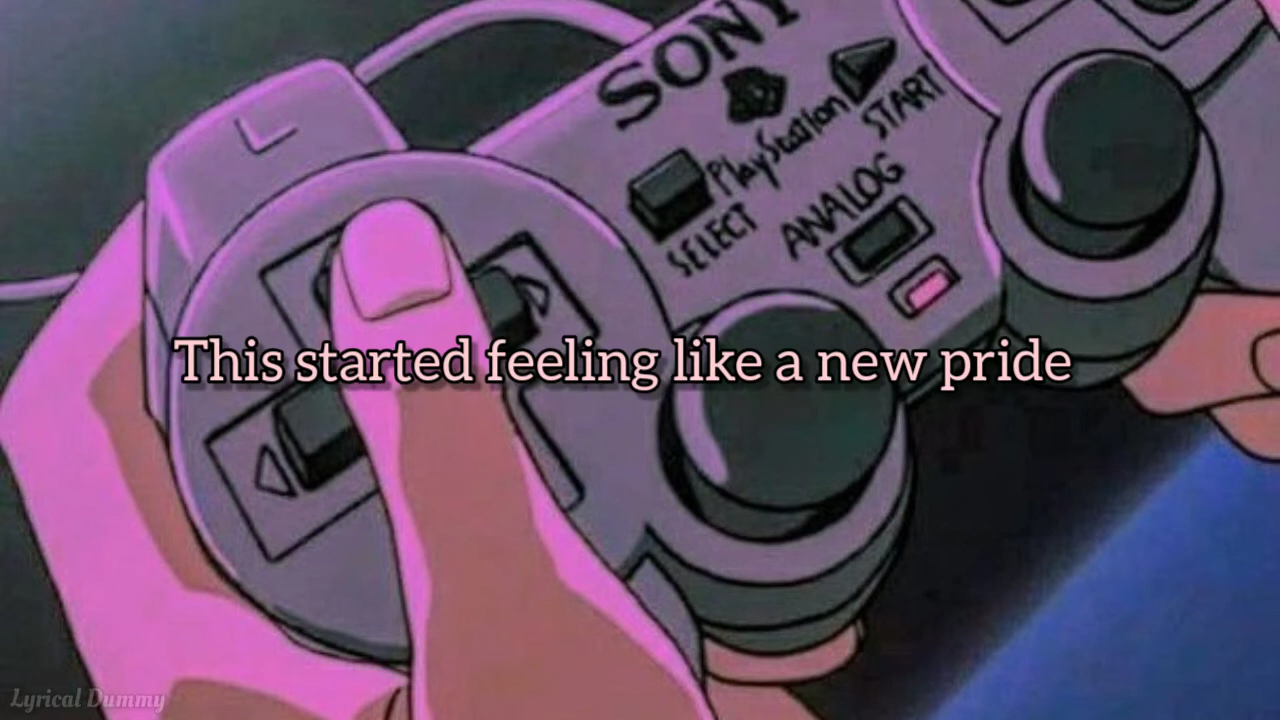 L
SONY
PlayStation
SELECT
START
ANALOG
This started feeling like a new pride
Lyrical Dummy